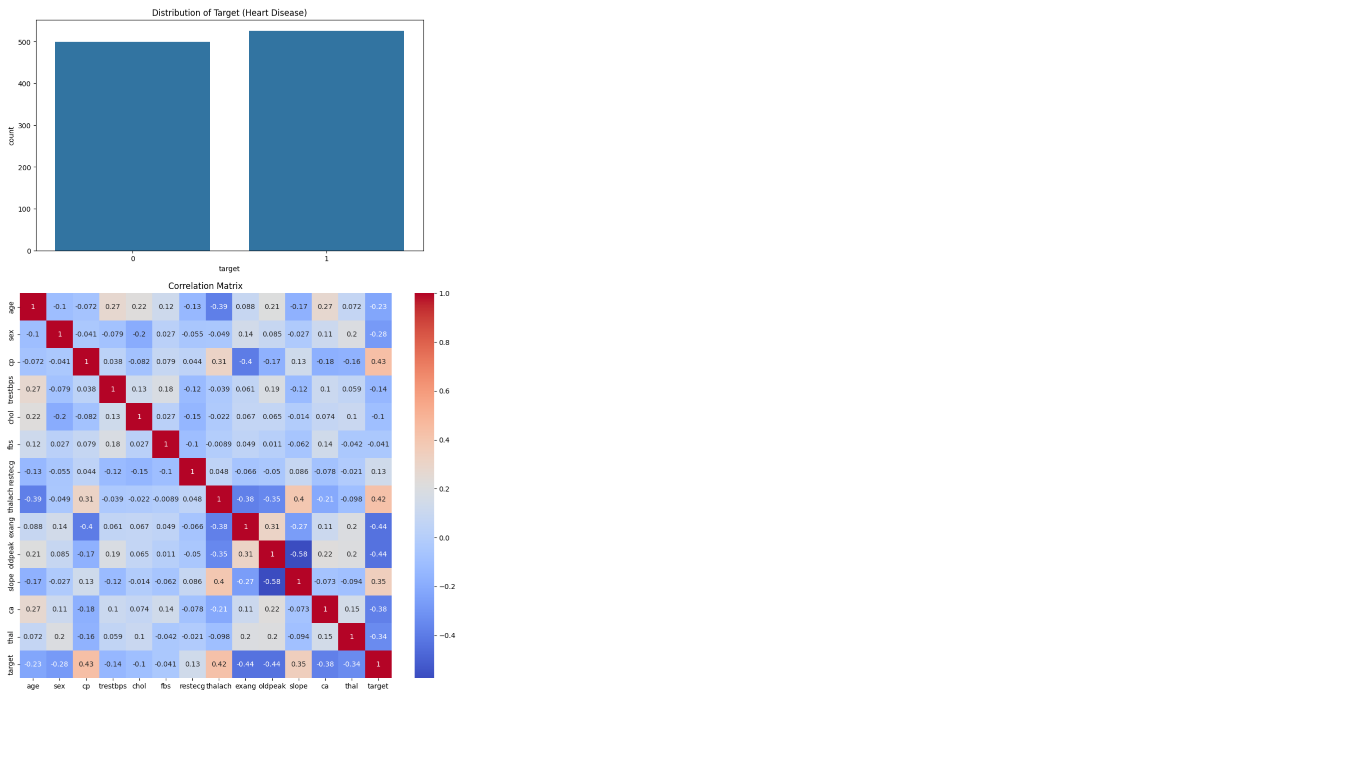 Distribution of Target (Heart Disease)
500
400
300
200
100
0
count
0 1
target
Correlation Matrix
age 1 -0.1 -0.072 0.27 0.22 0.12 -0.13 -0.39 0.088 0.21 -0.17 0.27 0.072 -0.23
sex -0.1 1 -0.041 -0.079 -0.2 0.027 -0.055 -0.049 0.14 0.085 -0.027 0.11 0.2 -0.28
cp -0.072 -0.041 1 0.038 -0.082 0.079 0.044 0.31 -0.4 -0.17 0.13 -0.18 -0.16 0.43
trestbps 0.27 -0.079 0.038 1 0.13 0.18 -0.12 -0.039 0.061 0.19 -0.12 0.1 0.059 -0.14
chol 0.22 -0.2 -0.082 0.13 1 0.027 -0.15 -0.022 0.067 0.065 -0.014 0.074 0.1 -0.1
fbs 0.12 0.027 0.079 0.18 0.027 1 -0.1 -0.0089 0.049 0.011 -0.062 0.14 -0.042 -0.041
restecg -0.13 -0.055 0.044 -0.12 -0.15 -0.1 1 0.048 -0.066 -0.05 0.086 -0.078 -0.021 0.13
thalach -0.39 -0.049 0.31 -0.039 -0.022 -0.0089 0.048 1 -0.38 -0.35 0.4 -0.21 -0.098 0.42
exang 0.088 0.14 -0.4 0.061 0.067 0.049 -0.066 -0.38 1 0.31 -0.27 0.11 0.2 -0.44
oldpeak 0.21 0.085 -0.17 0.19 0.065 0.011 -0.05 -0.35 0.31 1 -0.58 0.22 0.2 -0.44
slope -0.17 -0.027 0.13 -0.12 -0.014 -0.062 0.086 0.4 -0.27 -0.58 1 -0.073 -0.094 0.35
ca 0.27 0.11 -0.18 0.1 0.074 0.14 -0.078 -0.21 0.11 0.22 -0.073 1 0.15 -0.38
thal 0.072 0.2 -0.16 0.059 0.1 -0.042 -0.021 -0.098 0.2 0.2 -0.094 0.15 1 -0.34
target -0.23 -0.28 0.43 -0.14 -0.1 -0.041 0.13 0.42 -0.44 -0.44 0.35 -0.38 -0.34 1
age sex cp trestbps chol fbs restecg thalach exang oldpeak slope ca thal target
1.0
0.8
0.6
0.4
0.2
0.0
−0.2
−0.4